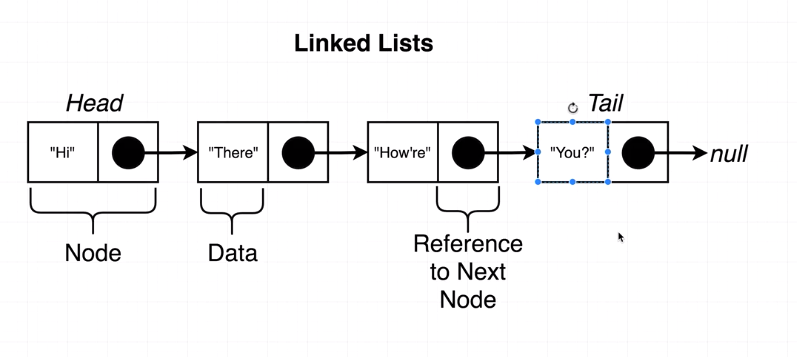 Linked Lists
Head
Tail
"Hi"
"There"
"How're"
"You?"
null
Node
Data
Reference
to Next
Node